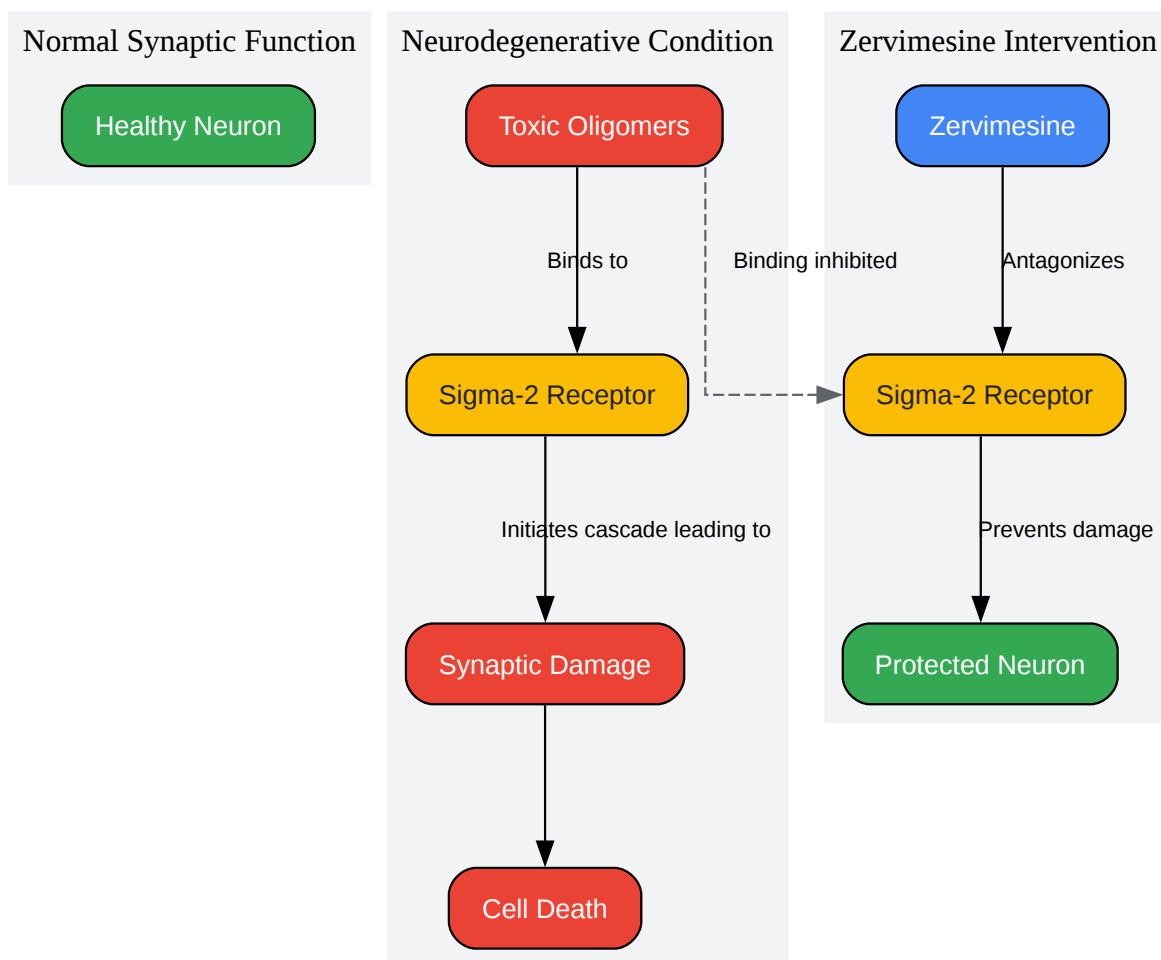 Normal Synaptic Function
Healthy Neuron
Neurodegenerative Condition
Toxic Oligomers
Binds to
Binding inhibited
Sigma-2 Receptor
Initiates cascade leading to
Synaptic Damage
Cell Death
Zervimesine Intervention
Zervimesine
Antagonizes
Sigma-2 Receptor
Prevents damage
Protected Neuron